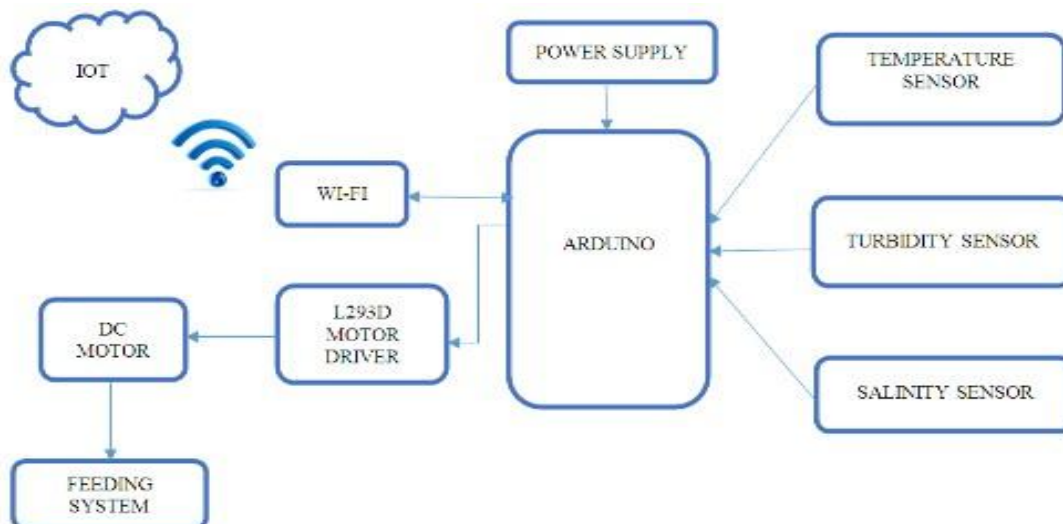 IOT
POWER SUPPLY
TEMPERATURE
SENSOR
WI-FI
ARDUINO
TURBIDITY SENSOR
L293D
MOTOR
DRIVER
DC
MOTOR
SALINITY SENSOR
FEEDING
SYSTEM